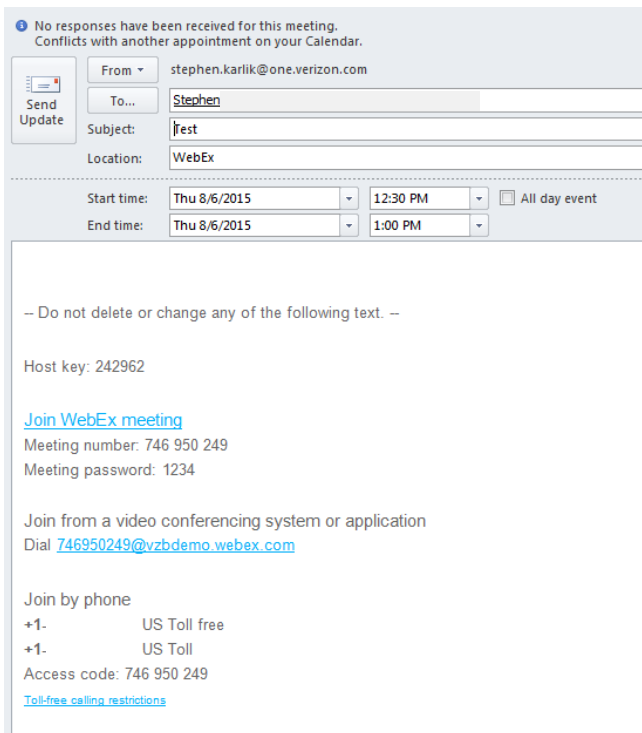 No responses have been received for this meeting.
Conflicts with another appointment on your Calendar.
Send Update
From
stephen.karlik@one.verizon.com
To...
Stephen
Subject:
Test
Location:
WebEx
Start time:
Thu 8/6/2015
12:30 PM
All day event
End time:
Thu 8/6/2015
1:00 PM
-- Do not delete or change any of the following text. --
Host key: 242962
Join WebEx meeting
Meeting number: 746 950 249
Meeting password: 1234
Join from a video conferencing system or application
Dial 746950249@vzbdemo.webex.com
Join by phone
+1- US Toll free
+1- US Toll
Access code: 746 950 249
Toll-free calling restrictions